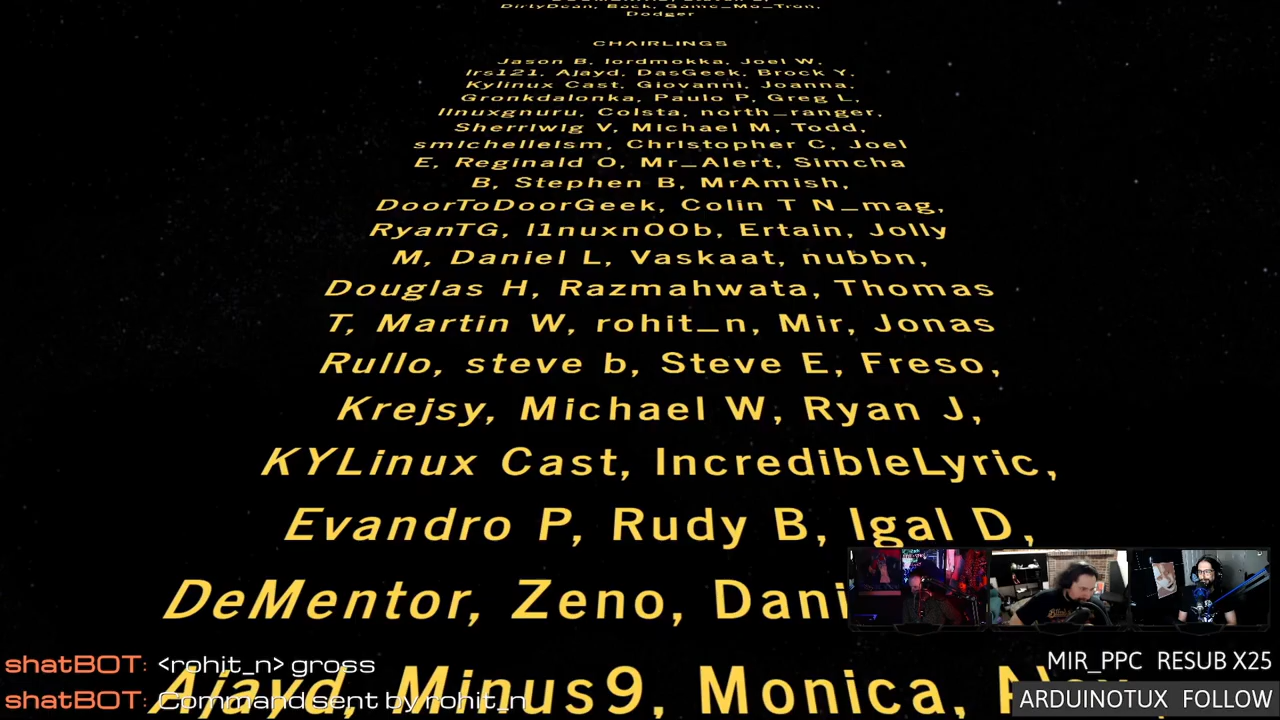 DirtyDean, Back, Game_Mo_Tron,
Dodger
CHAIRLINGS
Jason B, lordmokka, Joel W,
lrs121, Ajayd, DasGeek, Brock Y,
Kylinux Cast, Giovanni, Joanna,
Gronkdalonka, Paulo P, Greg L,
linuxgnuru, Colsta, north_ranger,
Sherriwig V, Michael M, Todd,
smichelleism, Christopher C, Joel
E, Reginald O, Mr_Alert, Simcha
B, Stephen B, MrAmish,
DoorToDoorGeek, Colin T N_mag,
RyanTG, l1nuxn00b, Ertain, Jolly
M, Daniel L, Vaskaat, nubbn,
Douglas H, Razmahwata, Thomas
T, Martin W, rohit_n, Mir, Jonas
Rullo, steve b, Steve E, Freso,
Krejsy, Michael W, Ryan J,
KYLinux Cast, IncredibleLyric,
Evandro P, Rudy B, Igal D,
DeMentor, Zeno, Dani
Ajayd, Minus9, Monica,
shatBOT: <rohit_n> gross
shatBOT: Command sent by rohit_n
MIR_PPC RESUB X25
ARDUINOTUX FOLLOW